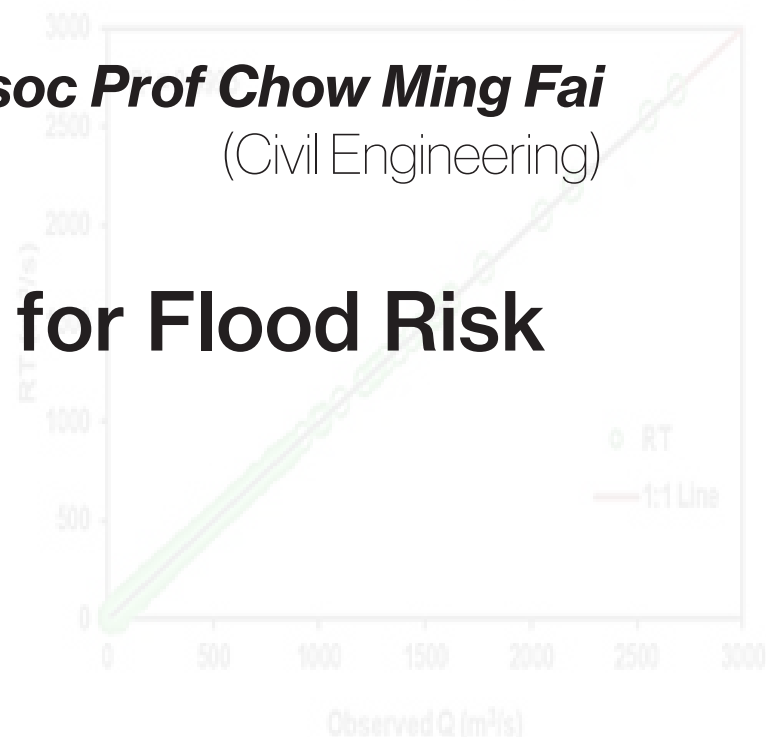 3000
soc Prof Chow Ming Fai
2500
(Civil Engineering)
2000
for Flood Risk
1000
RT
500
1:1 Line
0
0 500 1000 1500 2000 2500 3000
Observed Q (m³/s)